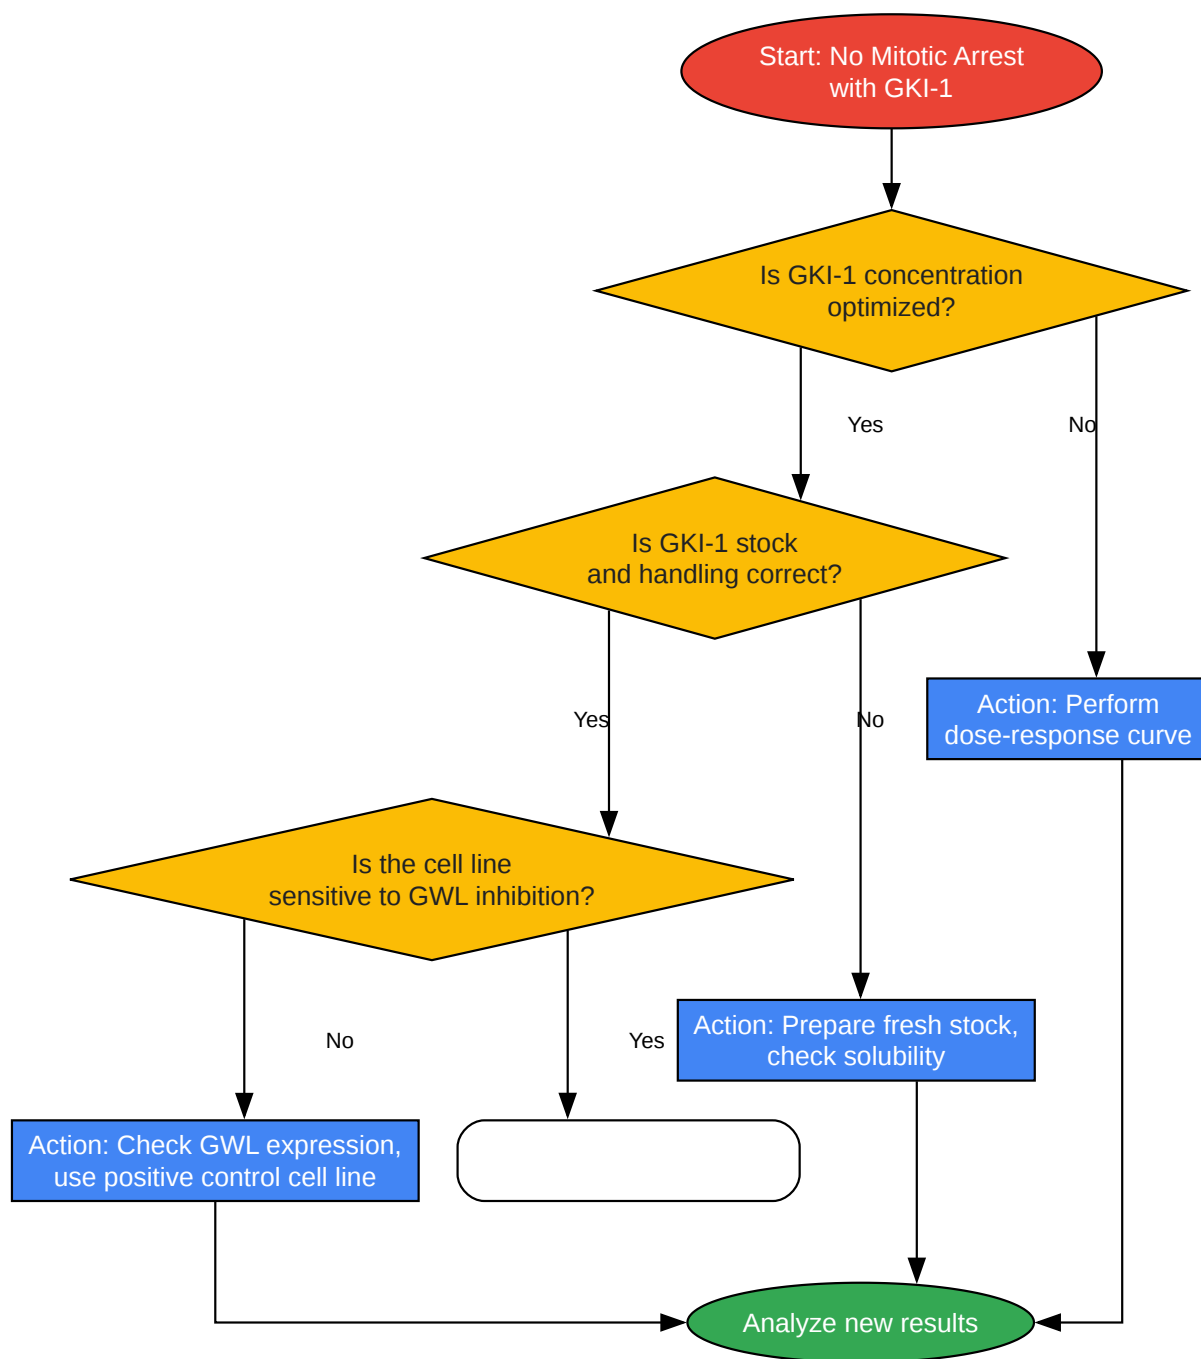 Start: No Mitotic Arrest
with GKI-1
Is GKI-1 concentration
optimized?
Yes
No
Is GKI-1 stock
and handling correct?
Action: Perform
dose-response curve
Yes
No
Is the cell line
sensitive to GWL inhibition?
No
Yes
Action: Prepare fresh stock,
check solubility
Action: Check GWL expression,
use positive control cell line
Analyze new results